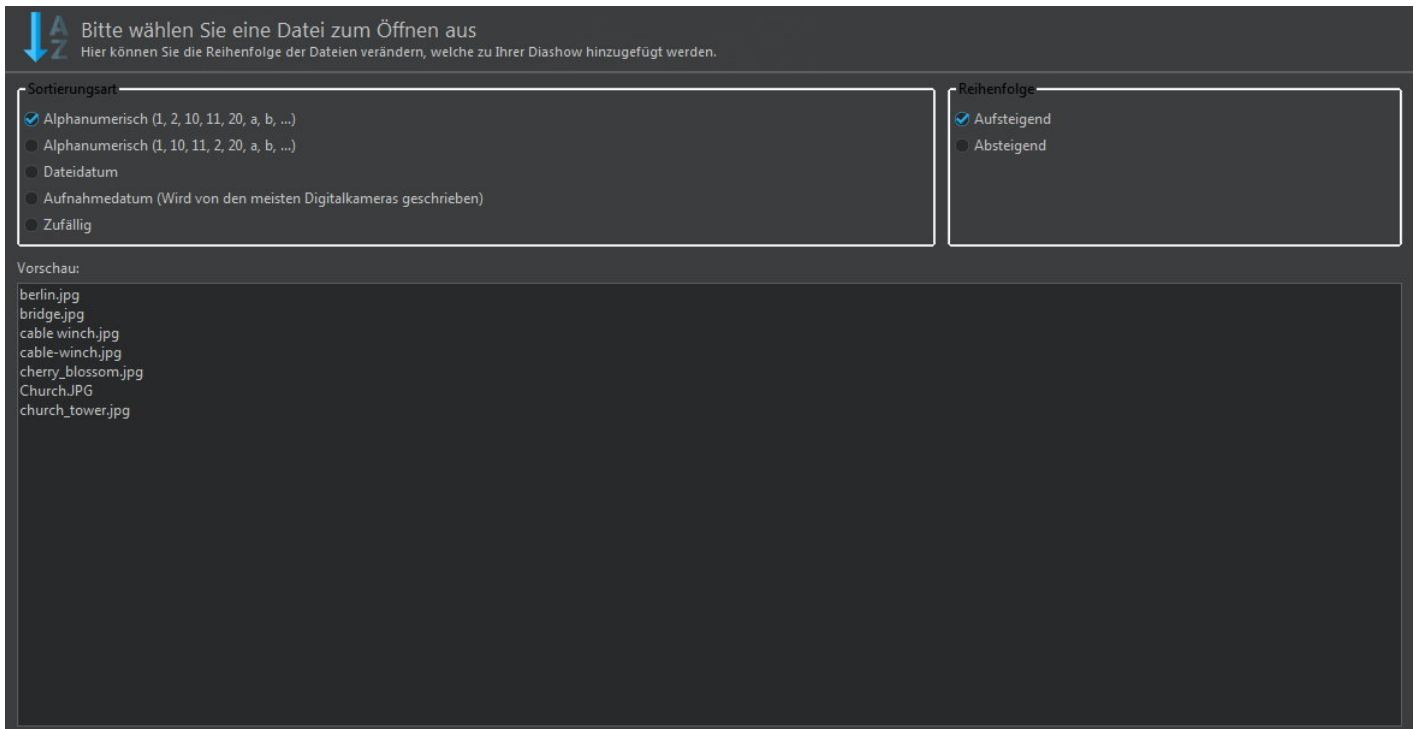 A
Z
Bitte wählen Sie eine Datei zum Öffnen aus
Hier können Sie die Reihenfolge der Dateien verändern, welche zu Ihrer Diashow hinzugefügt werden.
Sortierungsart
Alphanumerisch (1, 2, 10, 11, 20, a, b, ...)
Alphanumerisch (1, 10, 11, 2, 20, a, b, ...)
Dateidatum
Aufnahmedatum (Wird von den meisten Digitalkameras geschrieben)
Zufällig
Reihenfolge
Aufsteigend
Absteigend
Vorschau:
berlin.jpg
bridge.jpg
cable winch.jpg
cable-winch.jpg
cherry_blossom.jpg
Church.JPG
church_tower.jpg